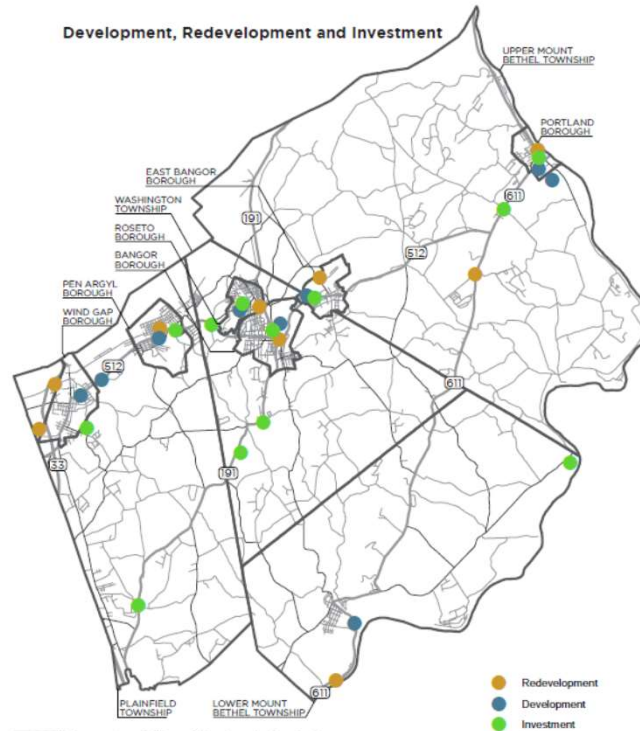 Development, Redevelopment and Investment
UPPER MOUNT
BETHEL TOWNSHIP
PORTLAND
BOROUGH
EAST BANGOR
BOROUGH
611
WASHINGTON
TOWNSHIP
191
ROSETO
BOROUGH
512
BANGOR
BOROUGH
PEN ARGYL
BOROUGH
WIND GAP
BOROUGH
512
611
33
191
611
PLAINFIELD
TOWNSHIP
LOWER MOUNT
BETHEL TOWNSHIP
Redevelopment
Development
Investment